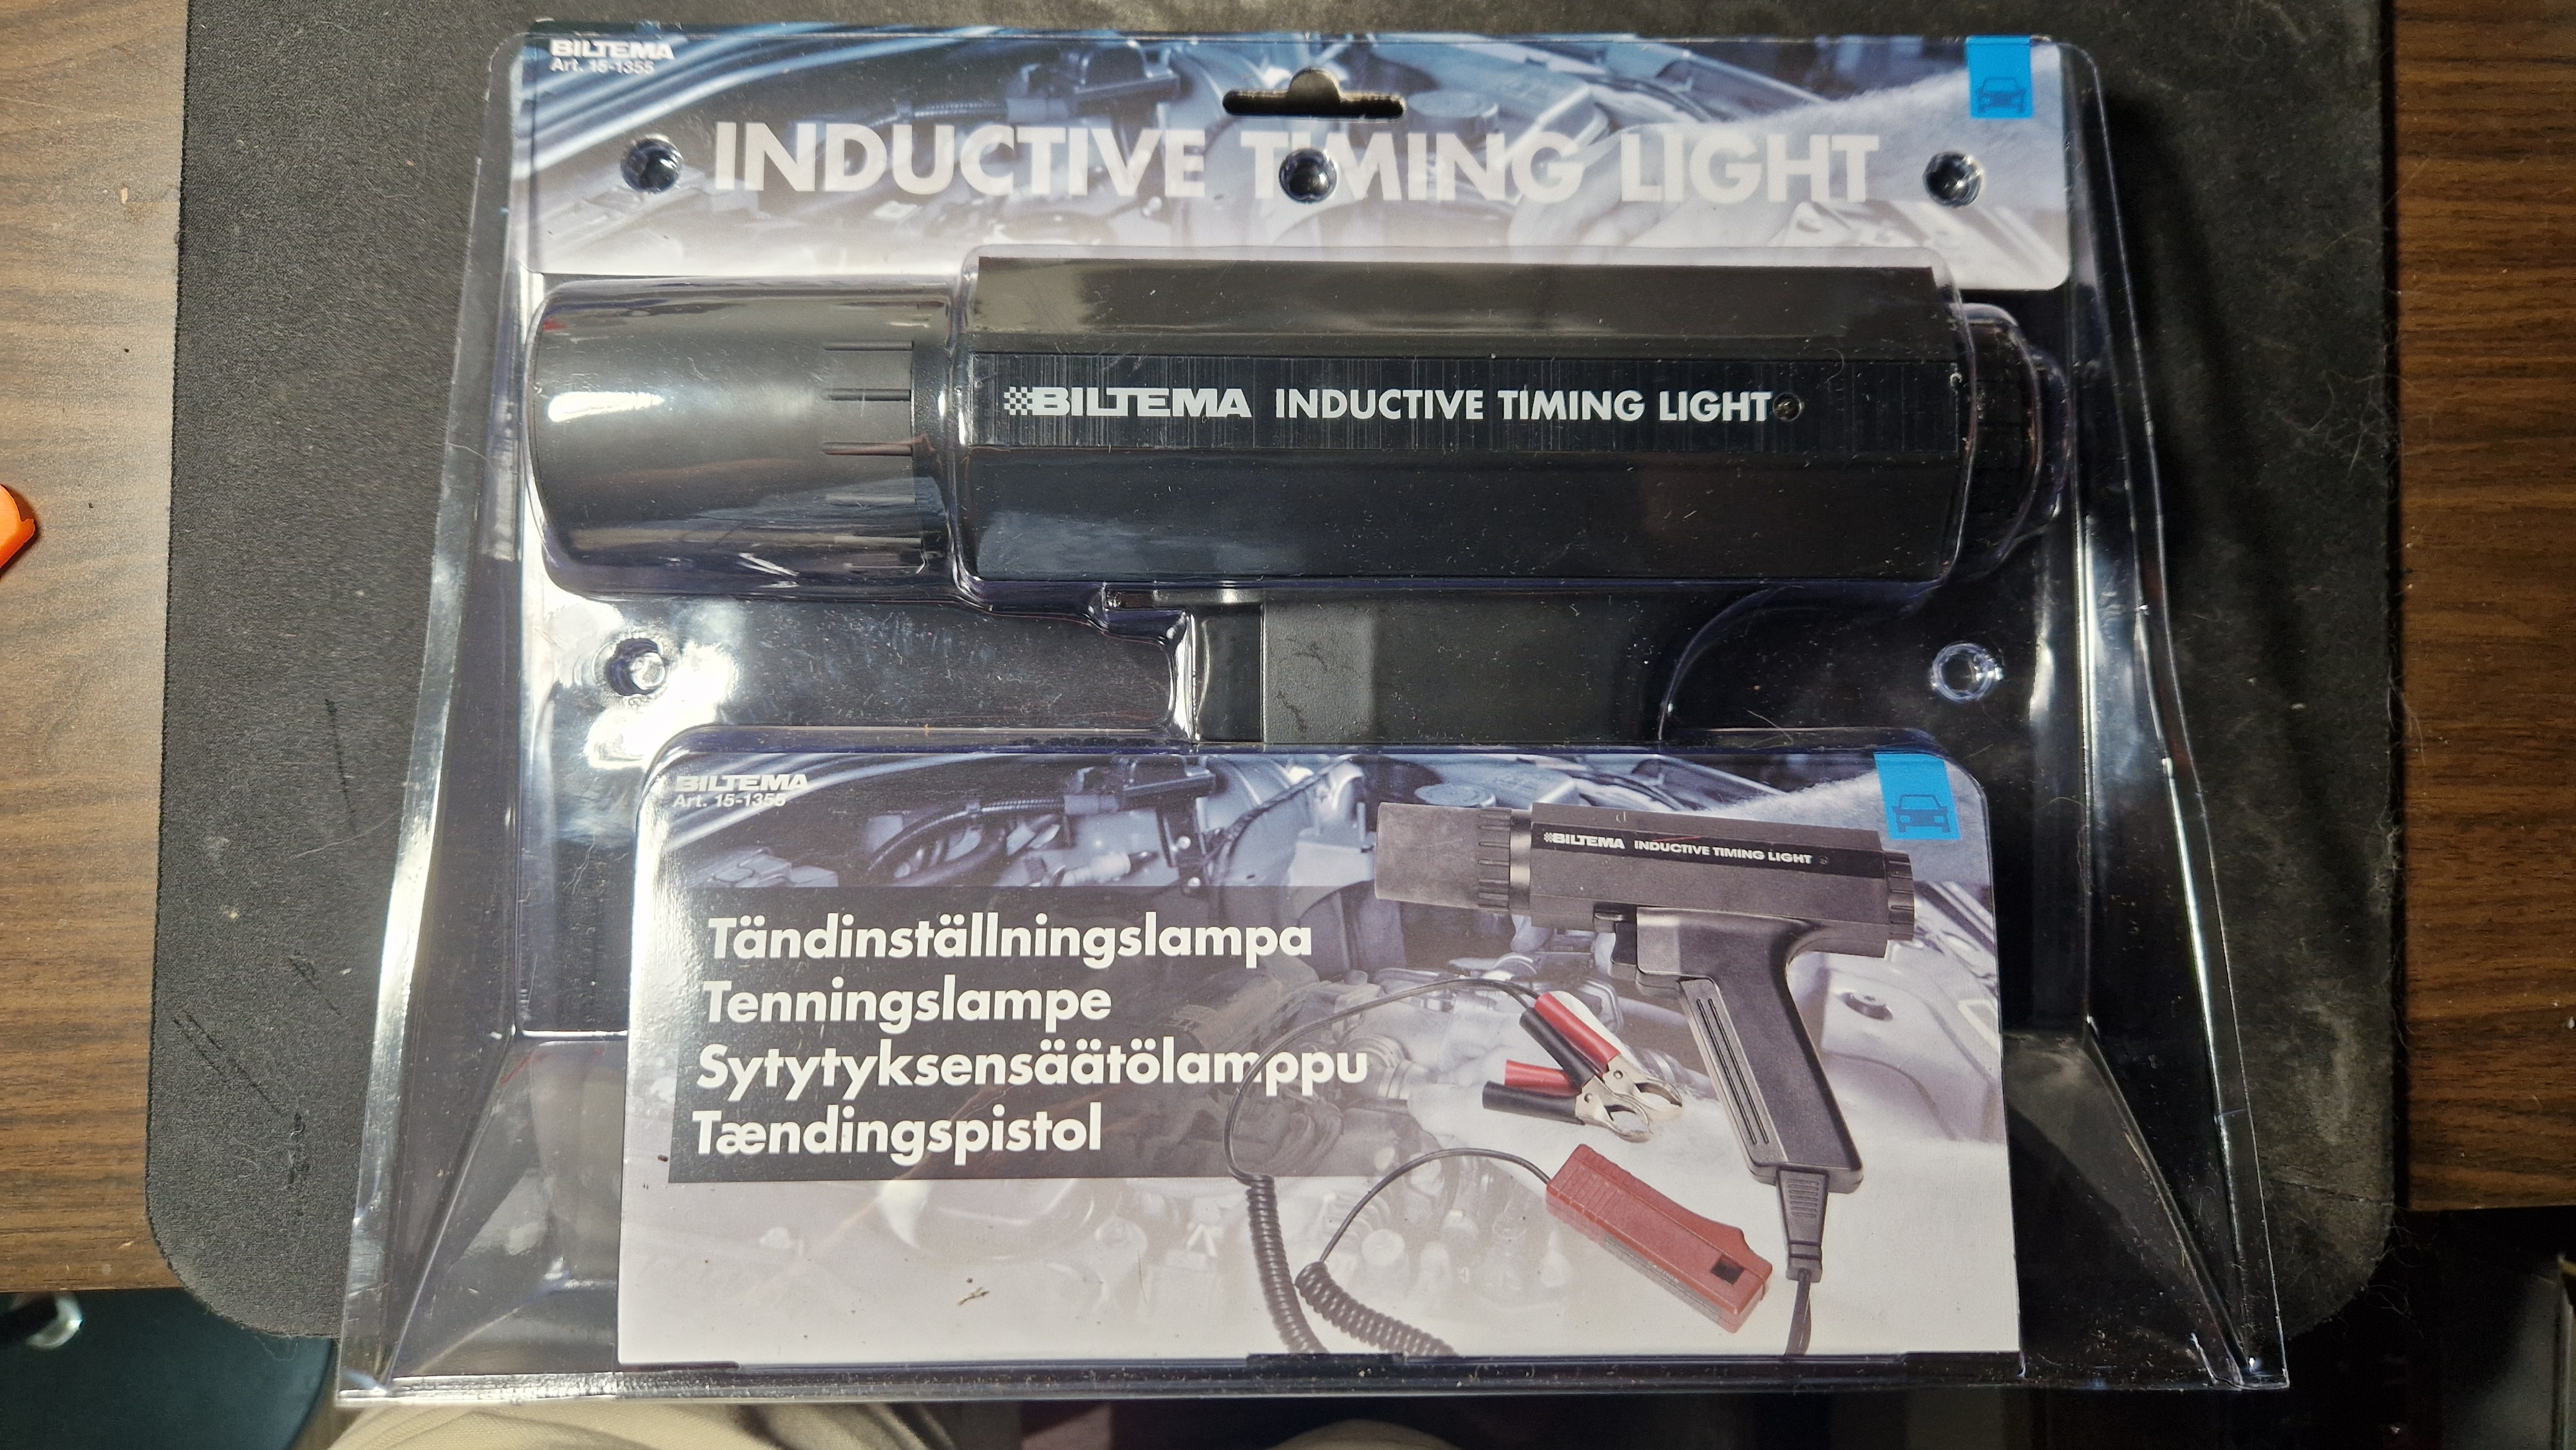 BILTEMA
Art. 15-1355
INDUCTIVE TIMING LIGHT
BILTEMA INDUCTIVE TIMING LIGHT
BILTEMA
Art. 15-1355
BILTEMA INDUCTIVE TIMING LIGHT
Tändinställningslampa
Tenningslampe
Sytytyksensäätölamppu
Tændingspistol